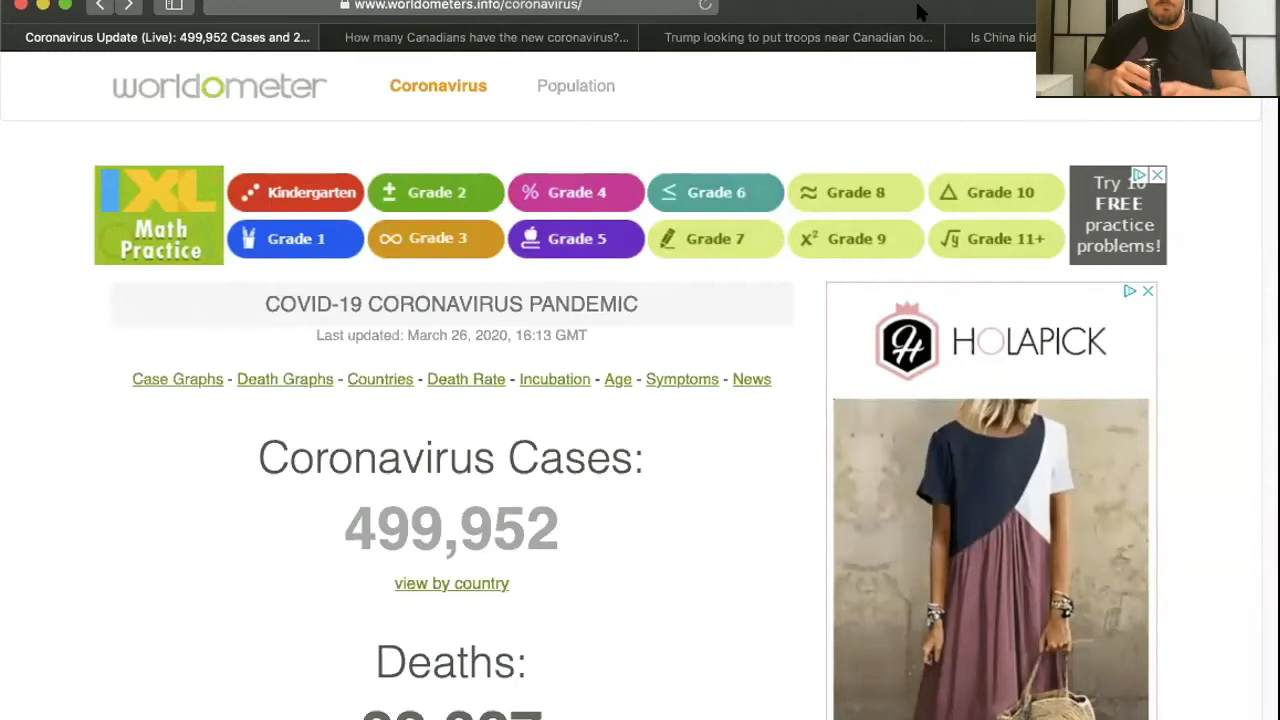 www.worldometers.info/coronavirus/
Coronavirus Update (Live): 499,952 Cases and 2...
How many Canadians have the new coronavirus?...
Trump looking to put troops near Canadian bo...
Is China hid
worldometer
Coronavirus
Population
IXL
Math
Practice
Kindergarten
Grade 2
Grade 4
Grade 6
Grade 8
Grade 10
Grade 1
Grade 3
Grade 5
Grade 7
Grade 9
Grade 11+
Try 10
FREE
practice
problems!
COVID-19 CORONAVIRUS PANDEMIC
Last updated: March 26, 2020, 16:13 GMT
Case Graphs - Death Graphs - Countries - Death Rate - Incubation - Age - Symptoms - News
HOLAPICK
Coronavirus Cases:
499,952
view by country
Deaths: